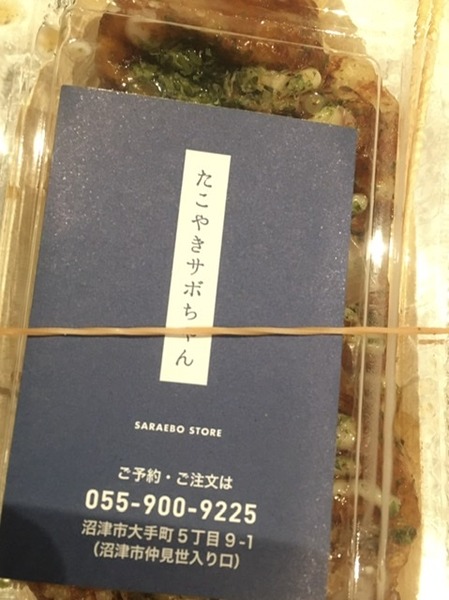 たこやきサボちゃん
SARAEBO STORE
ご予約・ご注文は
055-900-9225
沼津市大手町5丁目9-1
(沼津市仲見世入り口)